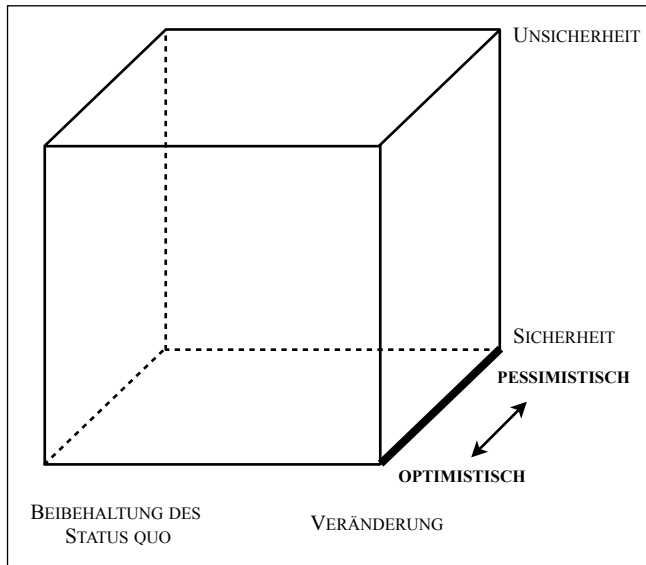 UNSICHERHEIT
SICHERHEIT
PESSIMISTISCH
OPTIMISTISCH
BEIBEHALTUNG DES
STATUS QUO
VERÄNDERUNG